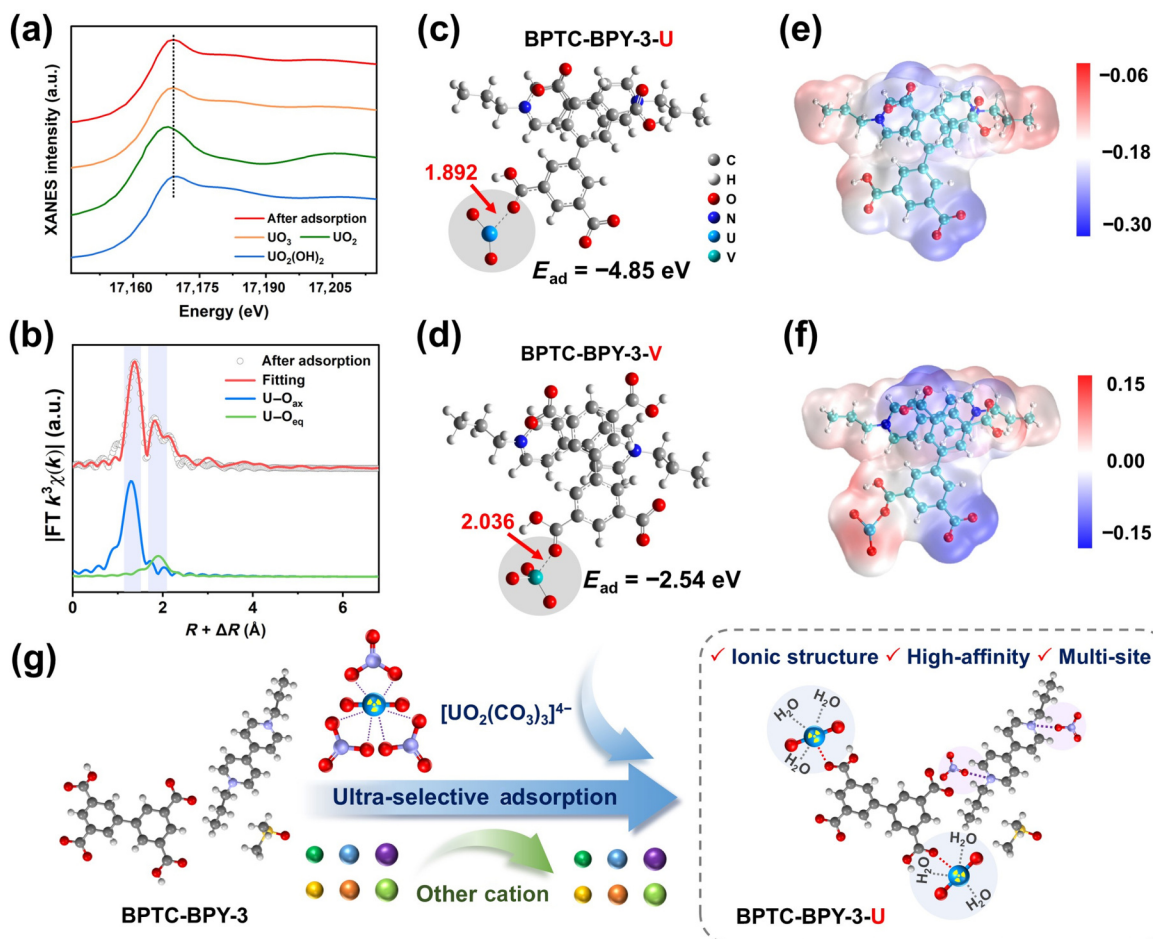 (a)
XANES intensity (a.u.)
After adsorption
UO₃
UO₂
UO₂(OH)₂
17,160
17,175
17,190
17,205
Energy (eV)
(b)
|FT k³χ(k)| (a.u.)
After adsorption
Fitting
U–Oax
U–Oeq
0
2
4
6
R + ΔR (Å)
(c)
BPTC-BPY-3-U
1.892
C
H
O
N
U
V
Ead = −4.85 eV
(d)
BPTC-BPY-3-V
2.036
Ead = −2.54 eV
(e)
−0.06
−0.18
−0.30
(f)
0.15
0.00
−0.15
(g)
BPTC-BPY-3
[UO₂(CO₃)₃]⁴⁻
Ultra-selective adsorption
Other cation
✓ Ionic structure ✓ High-affinity ✓ Multi-site
H₂O
H₂O
H₂O
H₂O
H₂O
H₂O
H₂O
BPTC-BPY-3-U